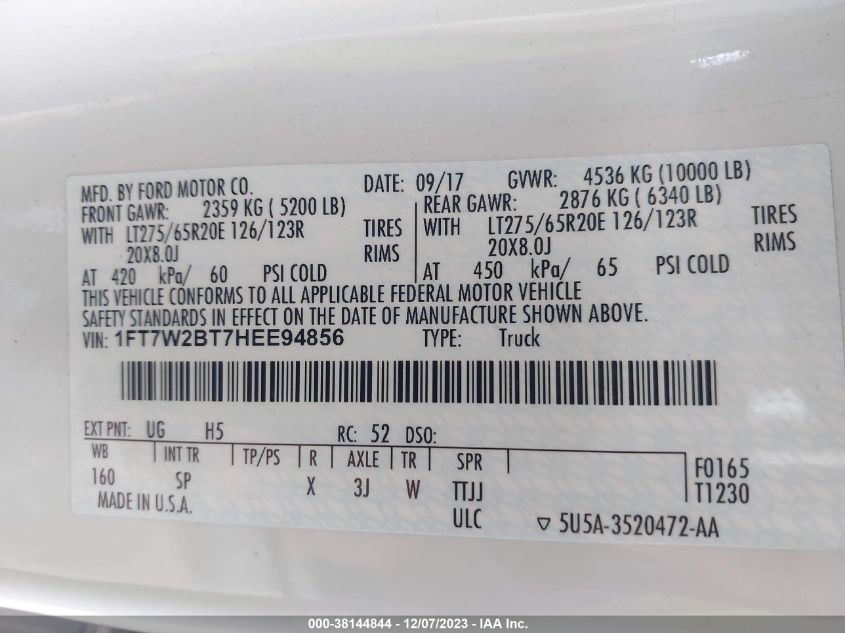 MFD. BY FORD MOTOR CO. DATE: 09/17 GVWR: 4536 KG (10000 LB)
FRONT GAWR: 2359 KG ( 5200 LB) REAR GAWR: 2876 KG ( 6340 LB)
WITH LT275/65R20E 126/123R TIRES WITH LT275/65R20E 126/123R TIRES
20X8.0J RIMS 20X8.0J RIMS
AT 420 kPa/ 60 PSI COLD AT 450 kPa/ 65 PSI COLD
THIS VEHICLE CONFORMS TO ALL APPLICABLE FEDERAL MOTOR VEHICLE
SAFETY STANDARDS IN EFFECT ON THE DATE OF MANUFACTURE SHOWN ABOVE.
VIN: 1FT7W2BT7HEE94856 TYPE: Truck
EXT PNT: UG H5 RC: 52 DSO:
WB INT TR TP/PS R AXLE TR SPR F0165
160 SP X 3J W TTJJ T1230
MADE IN U.S.A. ULC ▽ 5U5A-3520472-AA
000-38144844 - 12/07/2023 - IAA Inc.